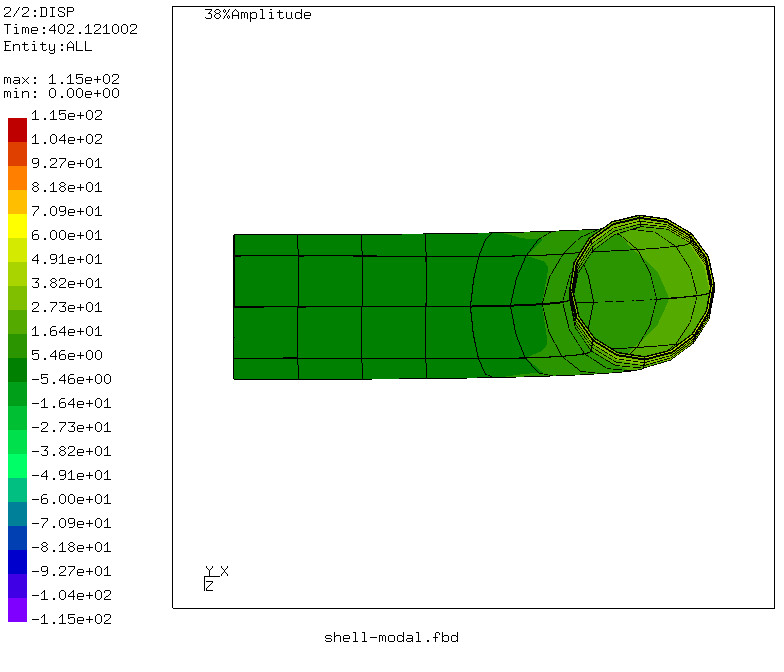 2/2:DISP
Time:402.121002
Entity:ALL
max: 1.15e+02
min: 0.00e+00
1.15e+02
1.04e+02
9.27e+01
8.18e+01
7.09e+01
6.00e+01
4.91e+01
3.82e+01
2.73e+01
1.64e+01
5.46e+00
-5.46e+00
-1.64e+01
-2.73e+01
-3.82e+01
-4.91e+01
-6.00e+01
-7.09e+01
-8.18e+01
-9.27e+01
-1.04e+02
-1.15e+02
38%Amplitude
Y X
Z
shell-modal.fbd